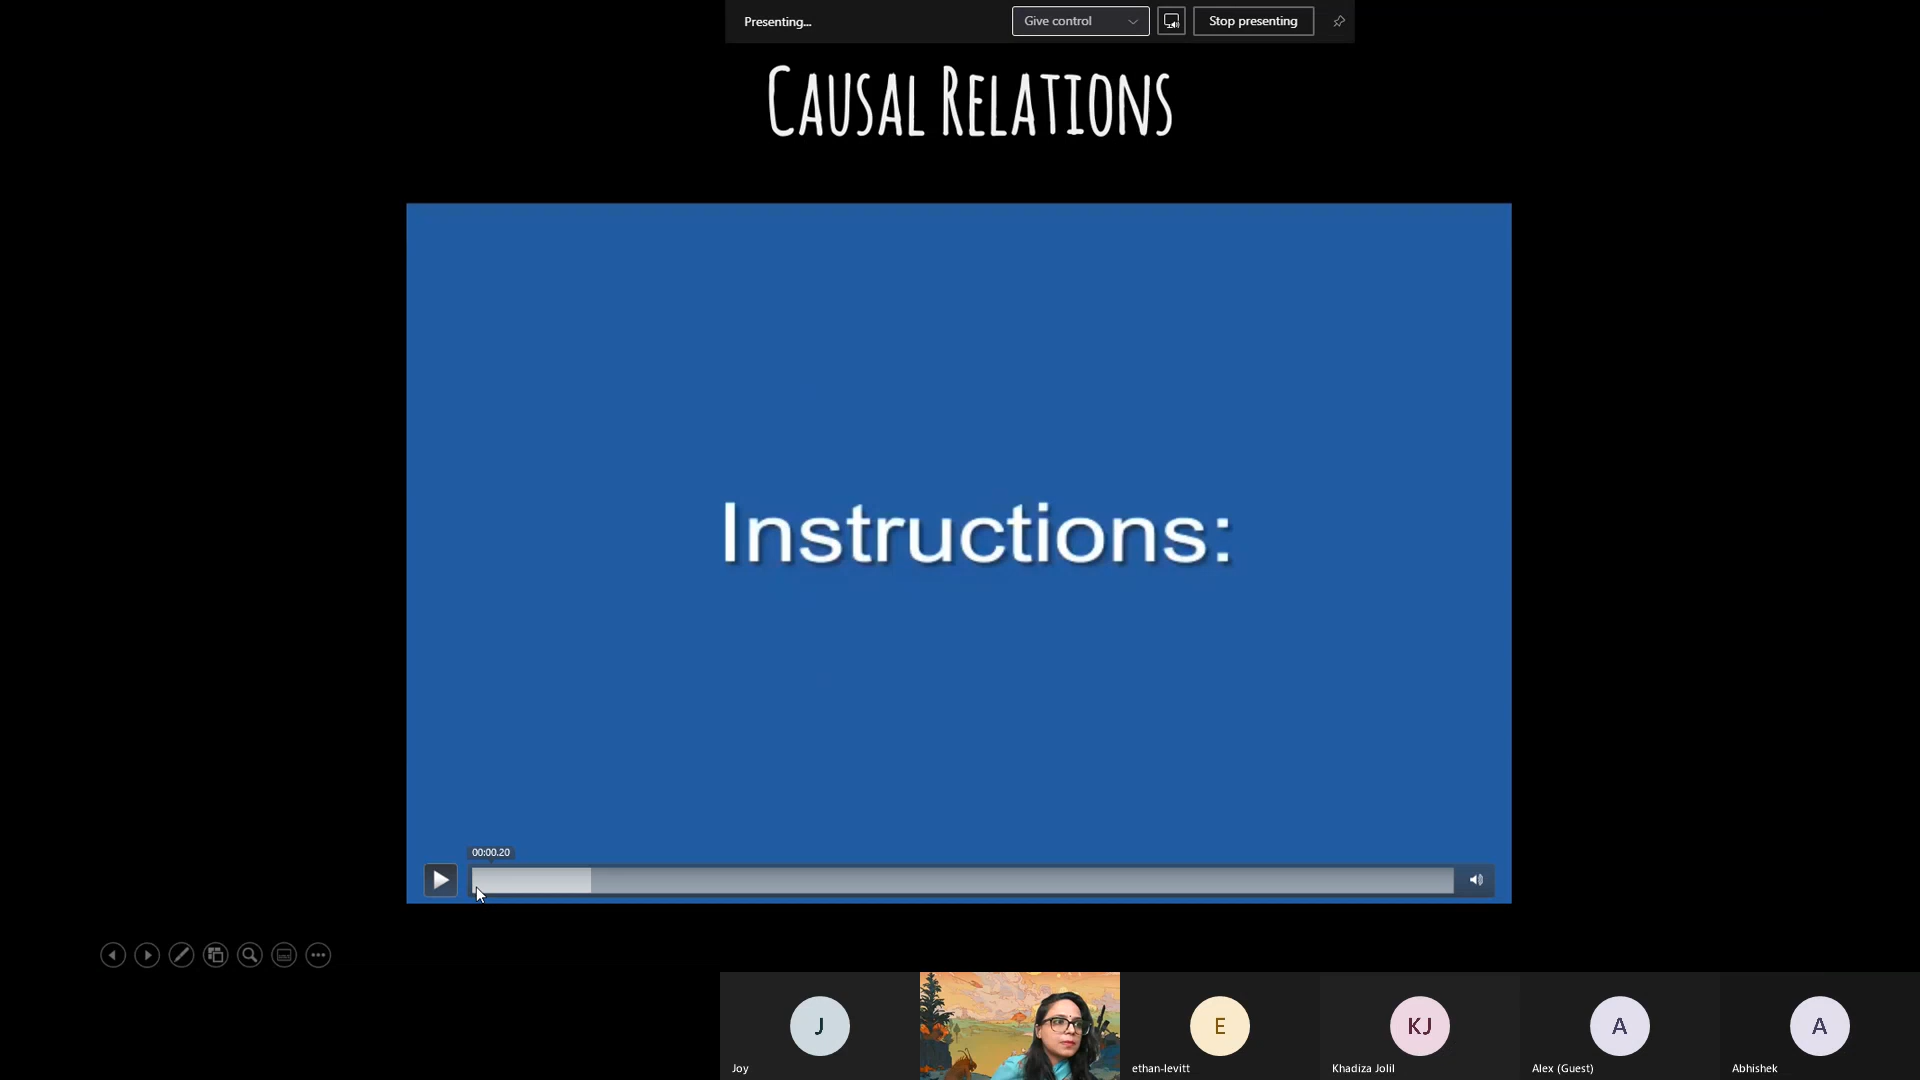 Presenting...
Give control
Stop presenting
CAUSAL RELATIONS
Instructions:
00:00.20
J
E
KJ
A
A
Joy
ethan-levitt
Khadiza Jolil
Alex (Guest)
Abhishek